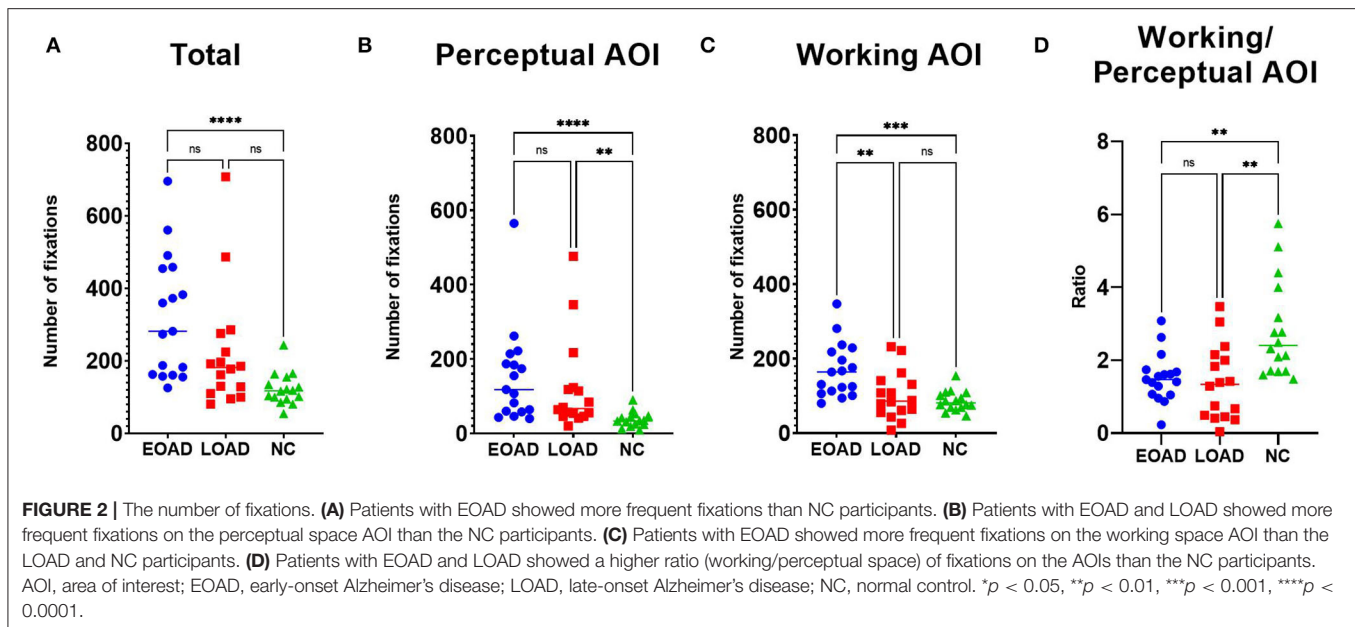 A
Total
Number of fixations
800
600
400
200
0
****
ns
ns
EOAD LOAD NC
B
Perceptual AOI
Number of fixations
800
600
400
200
0
****
ns
**
EOAD LOAD NC
C
Working AOI
Number of fixations
800
600
400
200
0
***
**
ns
EOAD LOAD NC
D
Working/
Perceptual AOI
Ratio
8
6
4
2
0
**
ns
**
EOAD LOAD NC
FIGURE 2 | The number of fixations. (A) Patients with EOAD showed more frequent fixations than NC participants. (B) Patients with EOAD and LOAD showed more
frequent fixations on the perceptual space AOI than the NC participants. (C) Patients with EOAD showed more frequent fixations on the working space AOI than the
LOAD and NC participants. (D) Patients with EOAD and LOAD showed a higher ratio (working/perceptual space) of fixations on the AOIs than the NC participants.
AOI, area of interest; EOAD, early-onset Alzheimer's disease; LOAD, late-onset Alzheimer's disease; NC, normal control. *p < 0.05, **p < 0.01, ***p < 0.001, ****p <
0.0001.